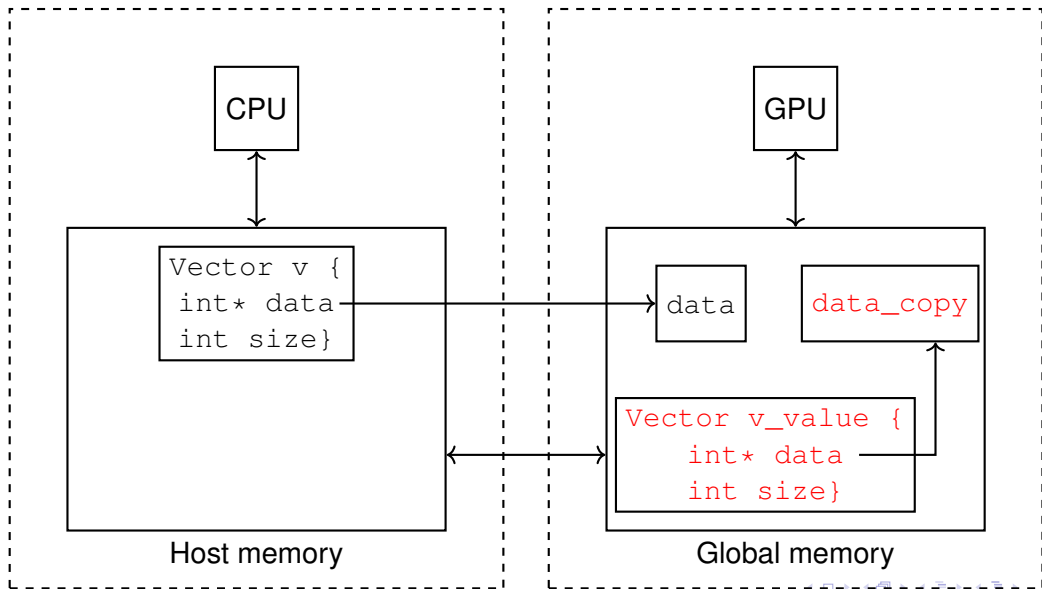 CPU
GPU
Vector v {
int* data
int size}
data
data_copy
Vector v_value {
int* data
int size}
Host memory
Global memory